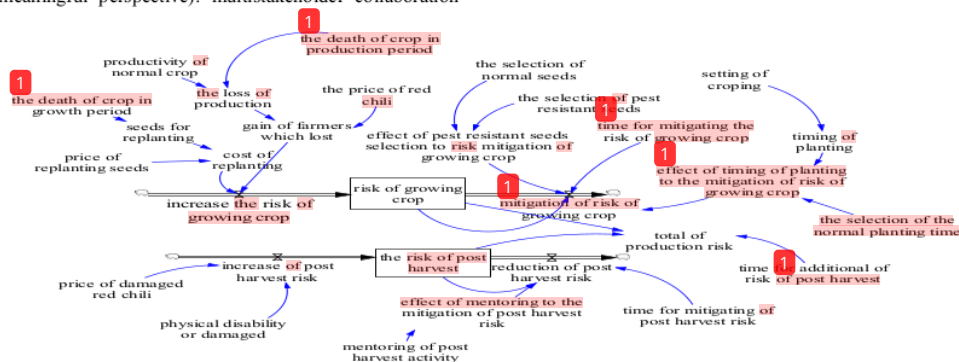 meaningful perspective). multistakeholder collaboration
1
the death of crop in
production period
productivity of
normal crop
the selection of
normal seeds
setting of
croping
1
the death of crop in
growth period
the loss of
production
the price of red
chili
the selection of pest
resistant seeds
1
time for mitigating the
risk of growing crop
seeds for
replanting
gain of farmers
which lost
effect of pest resistant seeds
selection to risk mitigation of
growing crop
timing of
planting
price of
replanting seeds
cost of
replanting
1
effect of timing of planting
to the mitigation of risk of
growing crop
increase the risk of
growing crop
risk of growing
crop
1
mitigation of risk of
growing crop
the selection of the
normal planting time
total of
production risk
increase of post
harvest risk
the risk of post
harvest
reduction of post
harvest risk
1
time for additional of
risk of post harvest
price of damaged
red chili
effect of mentoring to the
mitigation of post harvest
risk
time for mitigating of
post harvest risk
physical disability
or damaged
mentoring of post
harvest activity